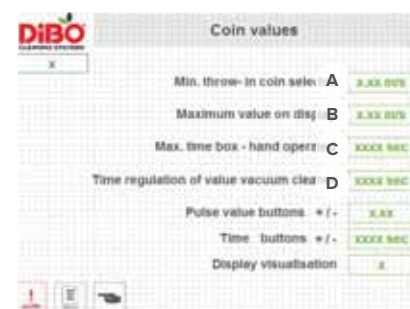 DiBO
CLEANING SYSTEMS
Coin values
x
Min. throw-in coin sele A x.xx
Maximum value on disp B x.xx
Max. time box - hand opera C xxxx sec
Time regulation of value vacuum clea D xxxx sec
Pulse value buttons +/- x.xx
Time buttons +/- xxxx sec
Display visualisation x